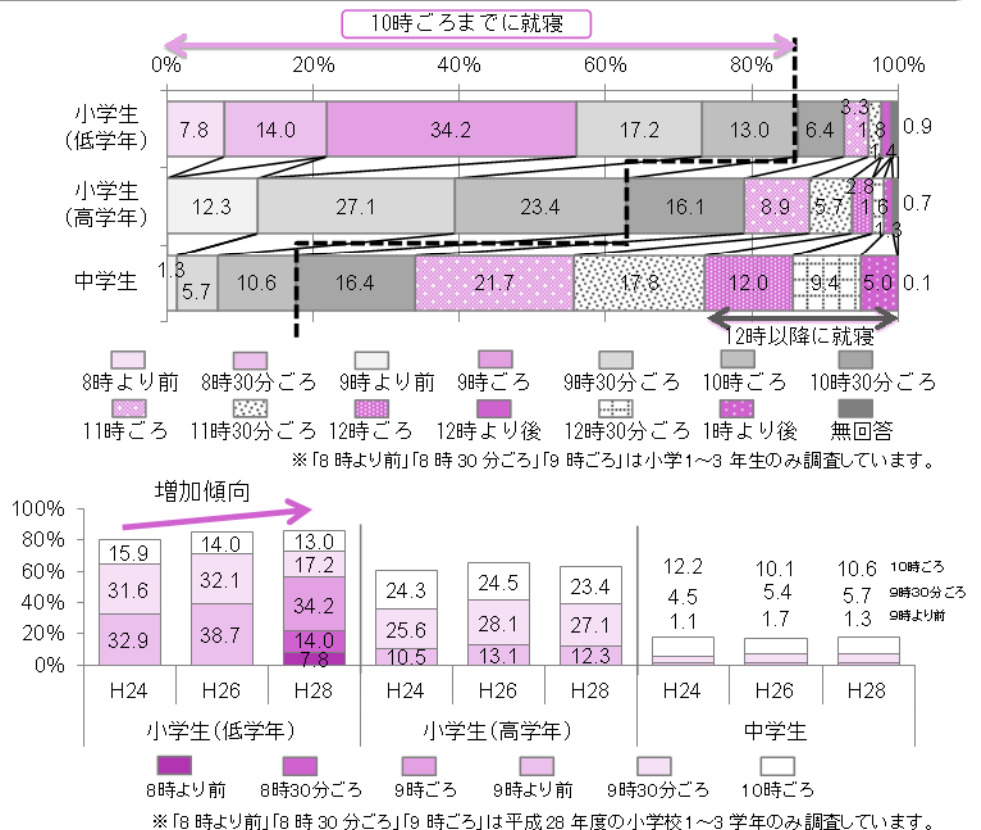 10時ごろまでに就寝
0% 20% 40% 60% 80% 100%
小学生
(低学年)
7.8 14.0 34.2 17.2 13.0 6.4 3.3 1.8 1.4 0.9
小学生
(高学年)
12.3 27.1 23.4 16.1 8.9 5.7 2.8 1.6 1.3 0.7
中学生
1.3 5.7 10.6 16.4 21.7 17.8 12.0 9.4 5.0 0.1
12時以降に就寝
8時より前 8時30分ごろ 9時より前 9時ごろ 9時30分ごろ 10時ごろ 10時30分ごろ
11時ごろ 11時30分ごろ 12時ごろ 12時より後 12時30分ごろ 1時より後 無回答
※「8時より前」「8時30分ごろ」「9時ごろ」は小学1~3年生のみ調査しています。
増加傾向
100%
80%
60%
40%
20%
0%
15.9 14.0 13.0
31.6 32.1 17.2
32.9 38.7 34.2
14.0
7.8
24.3 24.5 23.4
25.6 28.1 27.1
10.5 13.1 12.3
12.2 10.1 10.6 10時ごろ
4.5 5.4 5.7 9時30分ごろ
1.1 1.7 1.3 9時より前
H24 H26 H28 H24 H26 H28 H24 H26 H28
小学生(低学年) 小学生(高学年) 中学生
8時より前 8時30分ごろ 9時ごろ 9時より前 9時30分ごろ 10時ごろ
※「8時より前」「8時30分ごろ」「9時ごろ」は平成28年度の小学校1~3学年のみ調査しています。